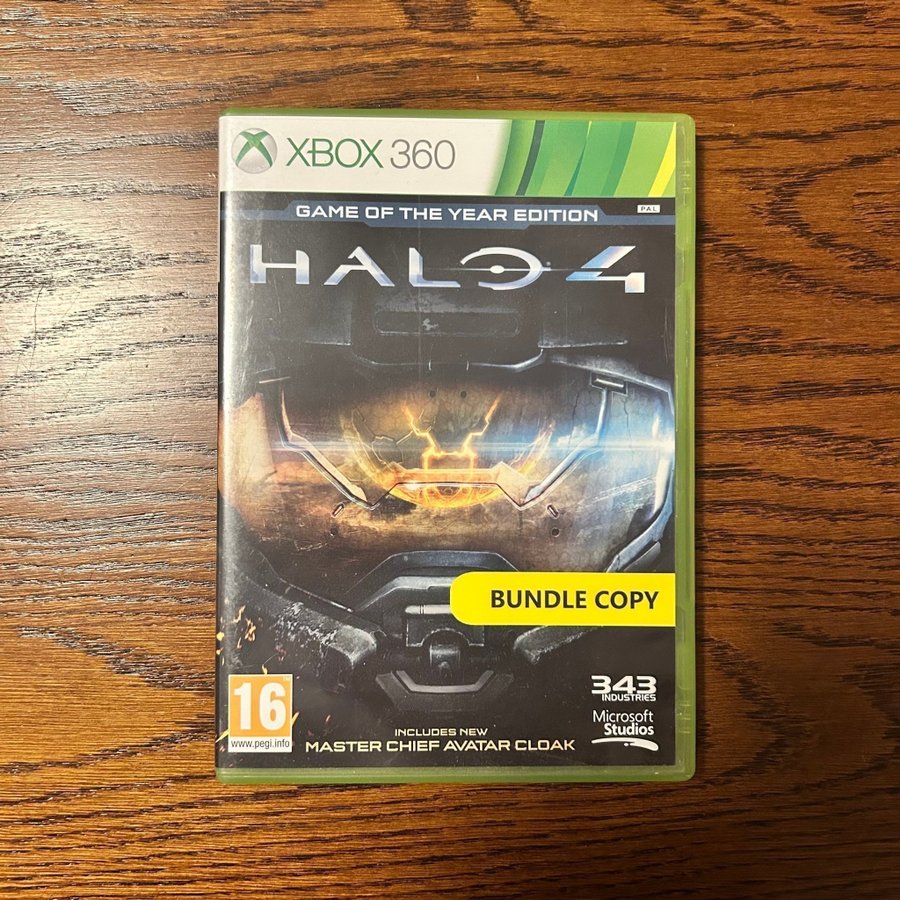 XBOX 360
PAL
GAME OF THE YEAR EDITION
HALO 4
BUNDLE COPY
343
INDUSTRIES
Microsoft
Studios
16
www.pegi.info
INCLUDES NEW
MASTER CHIEF AVATAR CLOAK